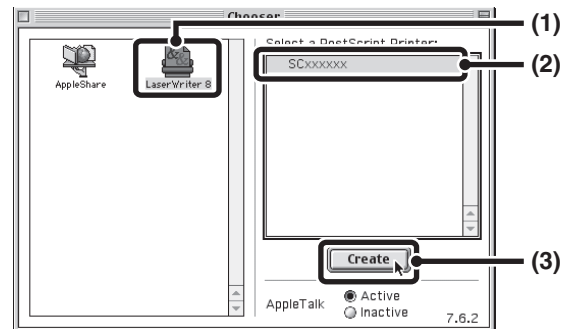 Chooser
(1)
Select a PostScript Printer:
(2)
SCxxxxxx
AppleShare
LaserWriter 8
Create
(3)
AppleTalk
Active
Inactive
7.6.2